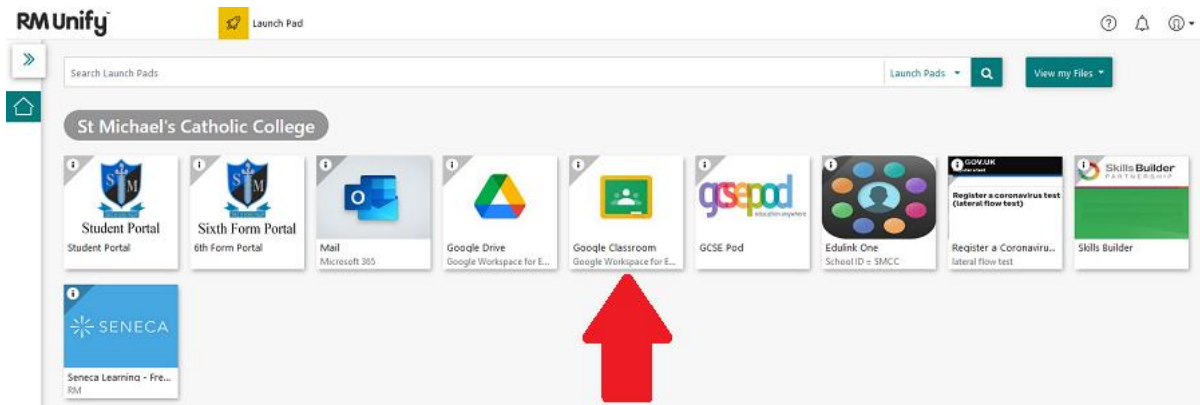 RM Unify
Launch Pad
Search Launch Pads
Launch Pads
View my Files
St Michael's Catholic College
S M
Student Portal
Student Portal
S M
Sixth Form Portal
6th Form Portal
Mail
Microsoft 365
Google Drive
Google Workspace for E...
Google Classroom
Google Workspace for E...
gcsepod
education anywhere
GCSE Pod
Edulink One
School ID = SMCC
GOV.UK
Register a coronavirus test
(lateral flow test)
Register a Coronaviru...
lateral flow test
Skills Builder
PARTNERSHIP
Skills Builder
SENECA
Seneca Learning - Fre...
RM